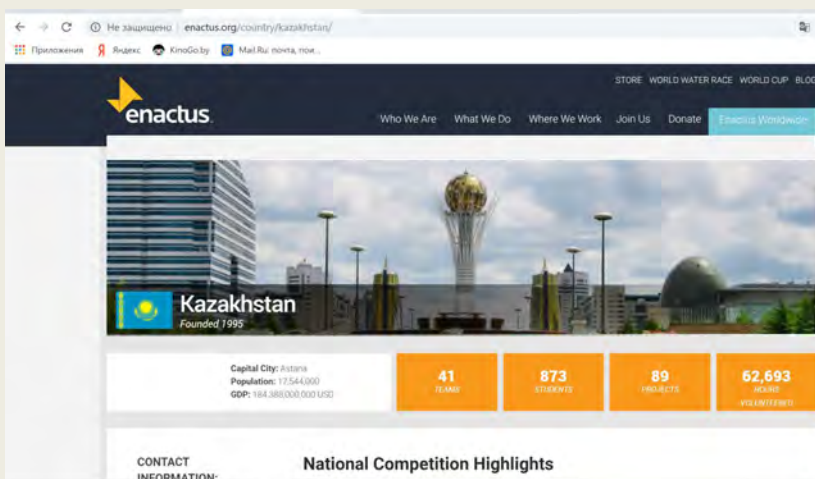 Не защищено enactus.org/country/kazakhstan/
Приложения Яндекс KinoGo.by Mail.Ru: почта, пои...
STORE WORLD WATER RACE WORLD CUP BLOG
enactus.
Who We Are What We Do Where We Work Join Us Donate Enactus Worldwide
Kazakhstan
Founded 1995
Capital City: Astana
Population: 17,544,000
GDP: 184,388,000,000 USD
41
TEAMS
873
STUDENTS
89
PROJECTS
62,693
HOURS
VOLUNTEERED
CONTACT
INFORMATION:
National Competition Highlights